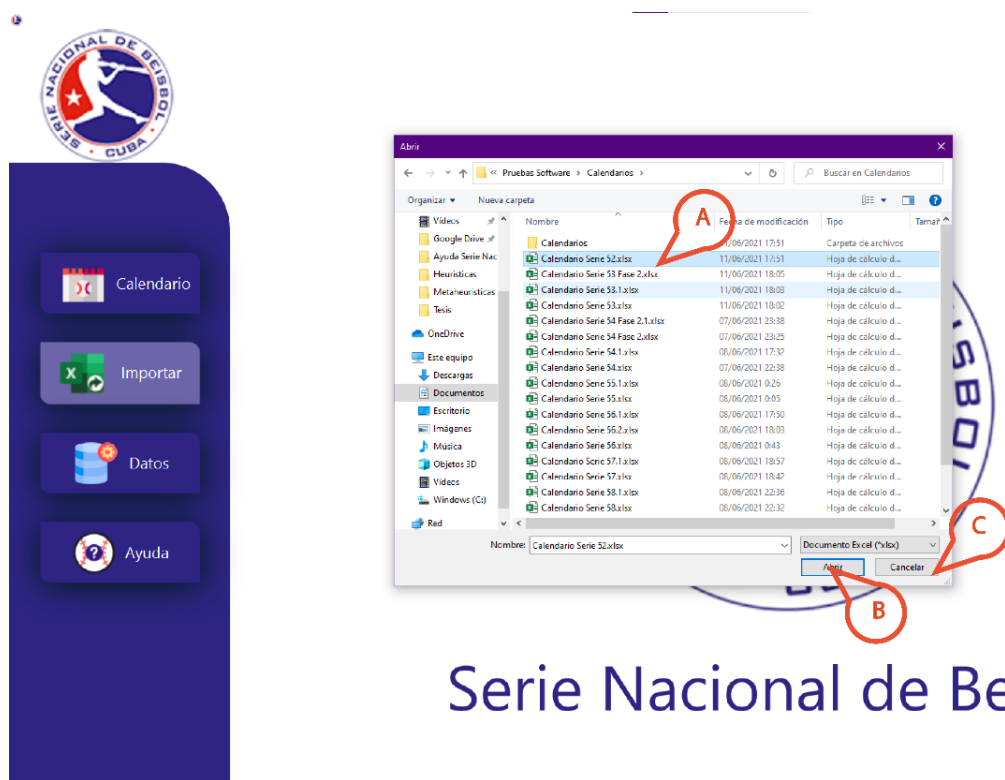 SERIE NACIONAL DE BEISBOL
CUBA
Calendario
Importar
Datos
Ayuda
Abrir
« Pruebas Software › Calendarios ›
Buscar en Calendarios
Organizar
Nueva carpeta
Vídeos
Google Drive
Ayuda Serie Nac
Heurísticas
Metaheurísticas
Tesis
OneDrive
Este equipo
Descargas
Documentos
Escritorio
Imágenes
Música
Objetos 3D
Vídeos
Windows (C:)
Red
Nombre Fecha de modificación Tipo Tamañ
Calendarios 11/06/2021 17:51 Carpeta de archivos
Calendario Serie 52.xlsx 11/06/2021 17:51 Hoja de cálculo d...
Calendario Serie 53 Fase 2.xlsx 11/06/2021 18:05 Hoja de cálculo d...
Calendario Serie 53.1.xlsx 11/06/2021 18:03 Hoja de cálculo d...
Calendario Serie 53.xlsx 11/06/2021 18:02 Hoja de cálculo d...
Calendario Serie 54 Fase 2.1.xlsx 07/06/2021 23:38 Hoja de cálculo d...
Calendario Serie 54 Fase 2.xlsx 07/06/2021 23:25 Hoja de cálculo d...
Calendario Serie 54.1.xlsx 08/06/2021 17:32 Hoja de cálculo d...
Calendario Serie 54.xlsx 07/06/2021 22:38 Hoja de cálculo d...
Calendario Serie 55.1.xlsx 08/06/2021 0:26 Hoja de cálculo d...
Calendario Serie 55.xlsx 08/06/2021 0:05 Hoja de cálculo d...
Calendario Serie 56.1.xlsx 08/06/2021 17:50 Hoja de cálculo d...
Calendario Serie 56.2.xlsx 08/06/2021 18:03 Hoja de cálculo d...
Calendario Serie 56.xlsx 08/06/2021 0:43 Hoja de cálculo d...
Calendario Serie 57.1.xlsx 08/06/2021 18:57 Hoja de cálculo d...
Calendario Serie 57.xlsx 08/06/2021 18:42 Hoja de cálculo d...
Calendario Serie 58.1.xlsx 08/06/2021 22:36 Hoja de cálculo d...
Calendario Serie 58.xlsx 08/06/2021 22:32 Hoja de cálculo d...
Nombre: Calendario Serie 52.xlsx Documento Excel (*xlsx)
Abrir Cancelar
A
B
C
ISBOL
Serie Nacional de Be